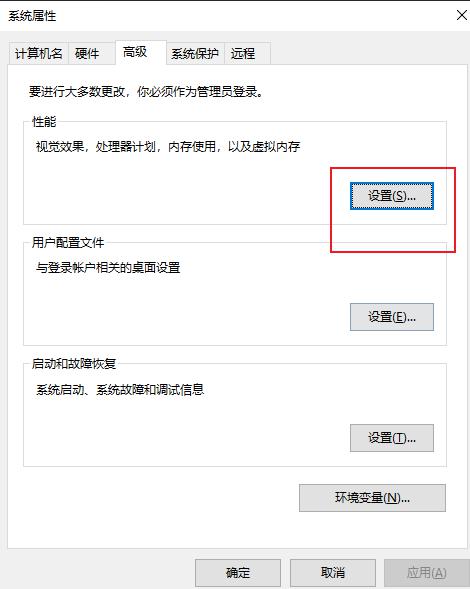 系统属性
计算机名 硬件 高级 系统保护 远程
要进行大多数更改，你必须作为管理员登录。
性能
视觉效果，处理器计划，内存使用，以及虚拟内存
设置(S)...
用户配置文件
与登录帐户相关的桌面设置
设置(E)...
启动和故障恢复
系统启动、系统故障和调试信息
设置(T)...
环境变量(N)...
确定 取消 应用(A)